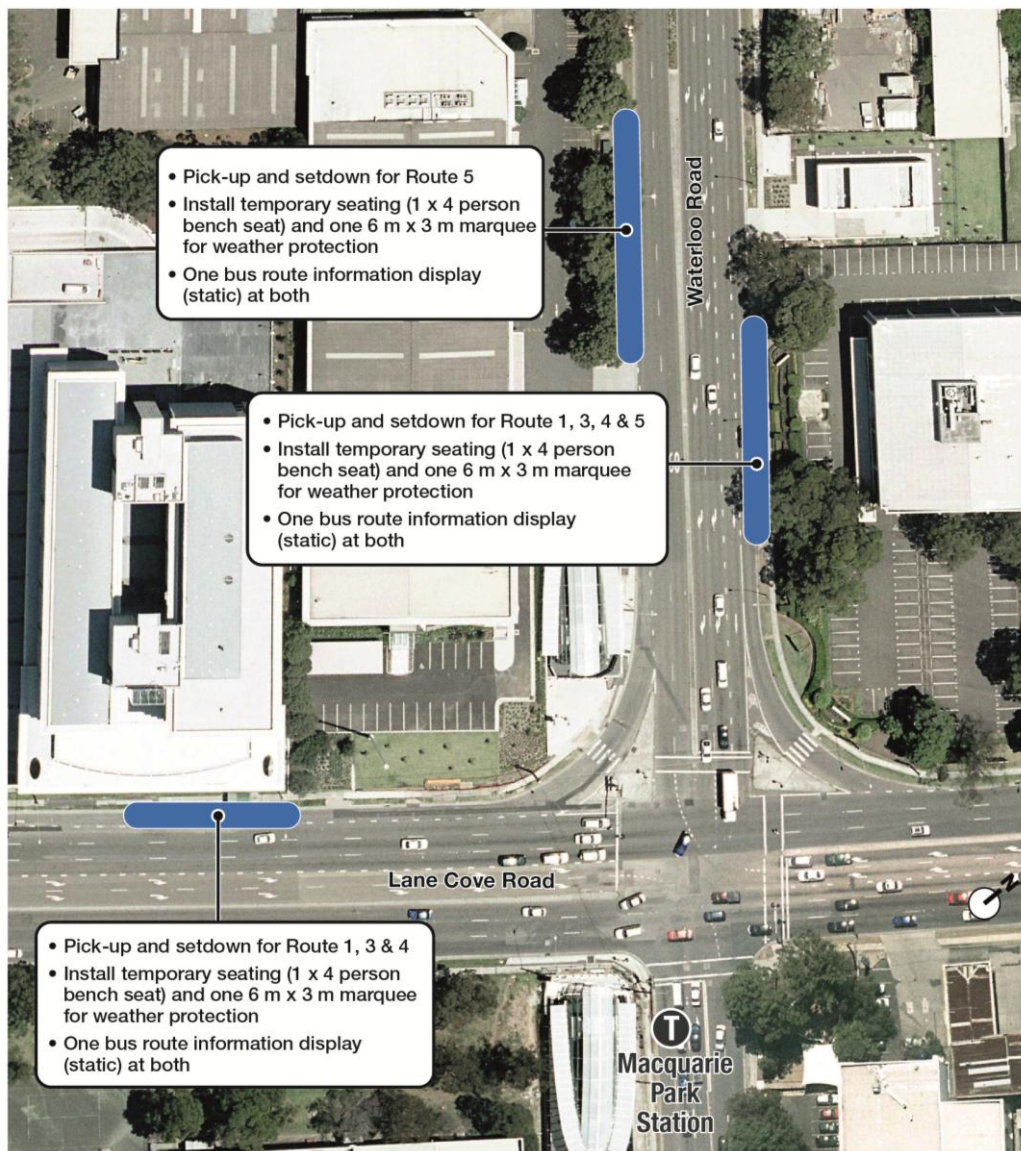 • Pick-up and setdown for Route 5
• Install temporary seating (1 x 4 person
bench seat) and one 6 m x 3 m marquee
for weather protection
• One bus route information display
(static) at both
Waterloo Road
• Pick-up and setdown for Route 1, 3, 4 & 5
• Install temporary seating (1 x 4 person
bench seat) and one 6 m x 3 m marquee
for weather protection
• One bus route information display
(static) at both
Lane Cove Road
N
• Pick-up and setdown for Route 1, 3 & 4
• Install temporary seating (1 x 4 person
bench seat) and one 6 m x 3 m marquee
for weather protection
• One bus route information display
(static) at both
T
Macquarie
Park
Station